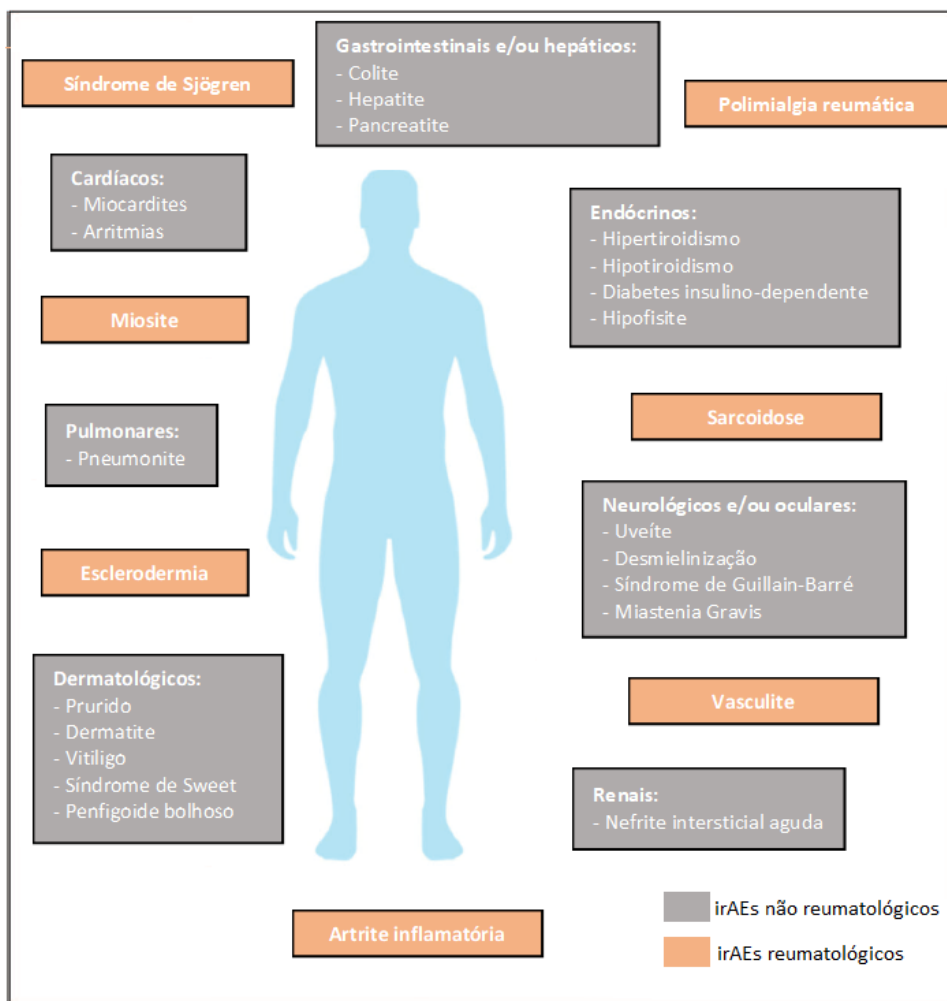 Gastrointestinais e/ou hepáticos:
- Colite
- Hepatite
- Pancreatite
Síndrome de Sjögren
Polimialgia reumática
Cardíacos:
- Miocardites
- Arritmias
Endócrinos:
- Hipertiroidismo
- Hipotiroidismo
- Diabetes insulino-dependente
- Hipofisite
Miosite
Sarcoidose
Pulmonares:
- Pneumonite
Neurológicos e/ou oculares:
- Uveíte
- Desmielinização
- Síndrome de Guillain-Barré
- Miastenia Gravis
Esclerodermia
Dermatológicos:
- Prurido
- Dermatite
- Vitiligo
- Síndrome de Sweet
- Penfigoide bolhoso
Vasculite
Renais:
- Nefrite intersticial aguda
Artrite inflamatória
irAEs não reumatológicos
irAEs reumatológicos